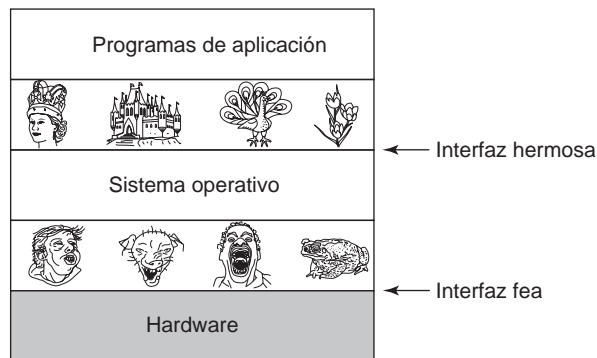 Programas de aplicación
Interfaz hermosa
Sistema operativo
Interfaz fea
Hardware